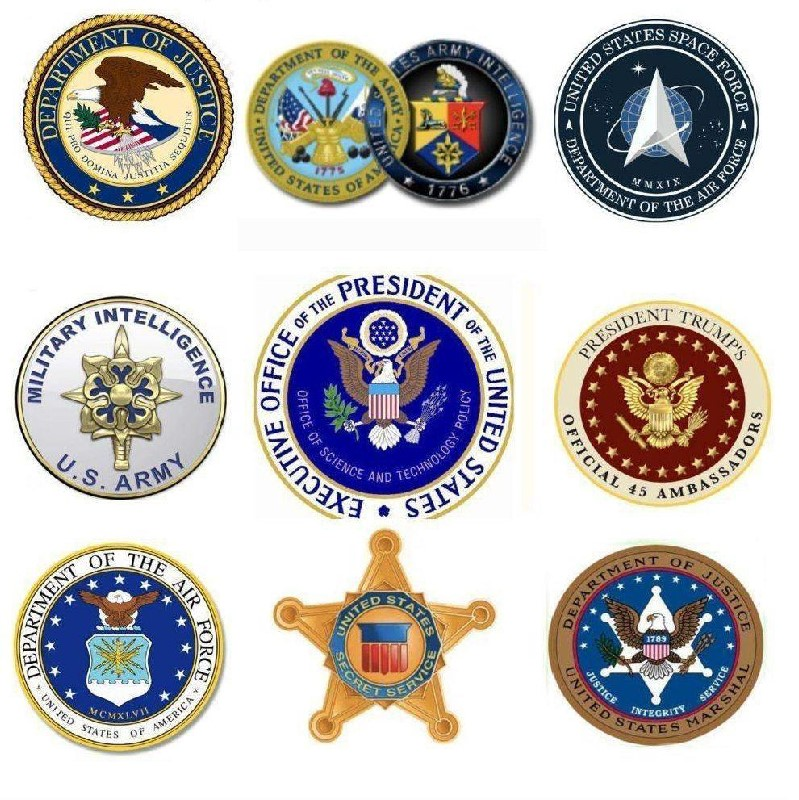 DEPARTMENT OF JUSTICE
QUI PRO DOMINA JUSTITIA SEQUITUR
DEPARTMENT OF THE ARMY
UNITED STATES OF AMERICA
1775
ES ARMY INTELLIGENCE
UNITED
1776
UNITED STATES SPACE FORCE
MMXIX
DEPARTMENT OF THE AIR FORCE
MILITARY INTELLIGENCE
U.S. ARMY
EXECUTIVE OFFICE OF THE PRESIDENT OF THE UNITED STATES
OFFICE OF SCIENCE AND TECHNOLOGY POLICY
PRESIDENT TRUMP'S
OFFICIAL 45 AMBASSADORS
DEPARTMENT OF THE AIR FORCE
MCMXLVII
UNITED STATES OF AMERICA
UNITED STATES
SECRET SERVICE
DEPARTMENT OF JUSTICE
1789
JUSTICE INTEGRITY SERVICE
UNITED STATES MARSHAL